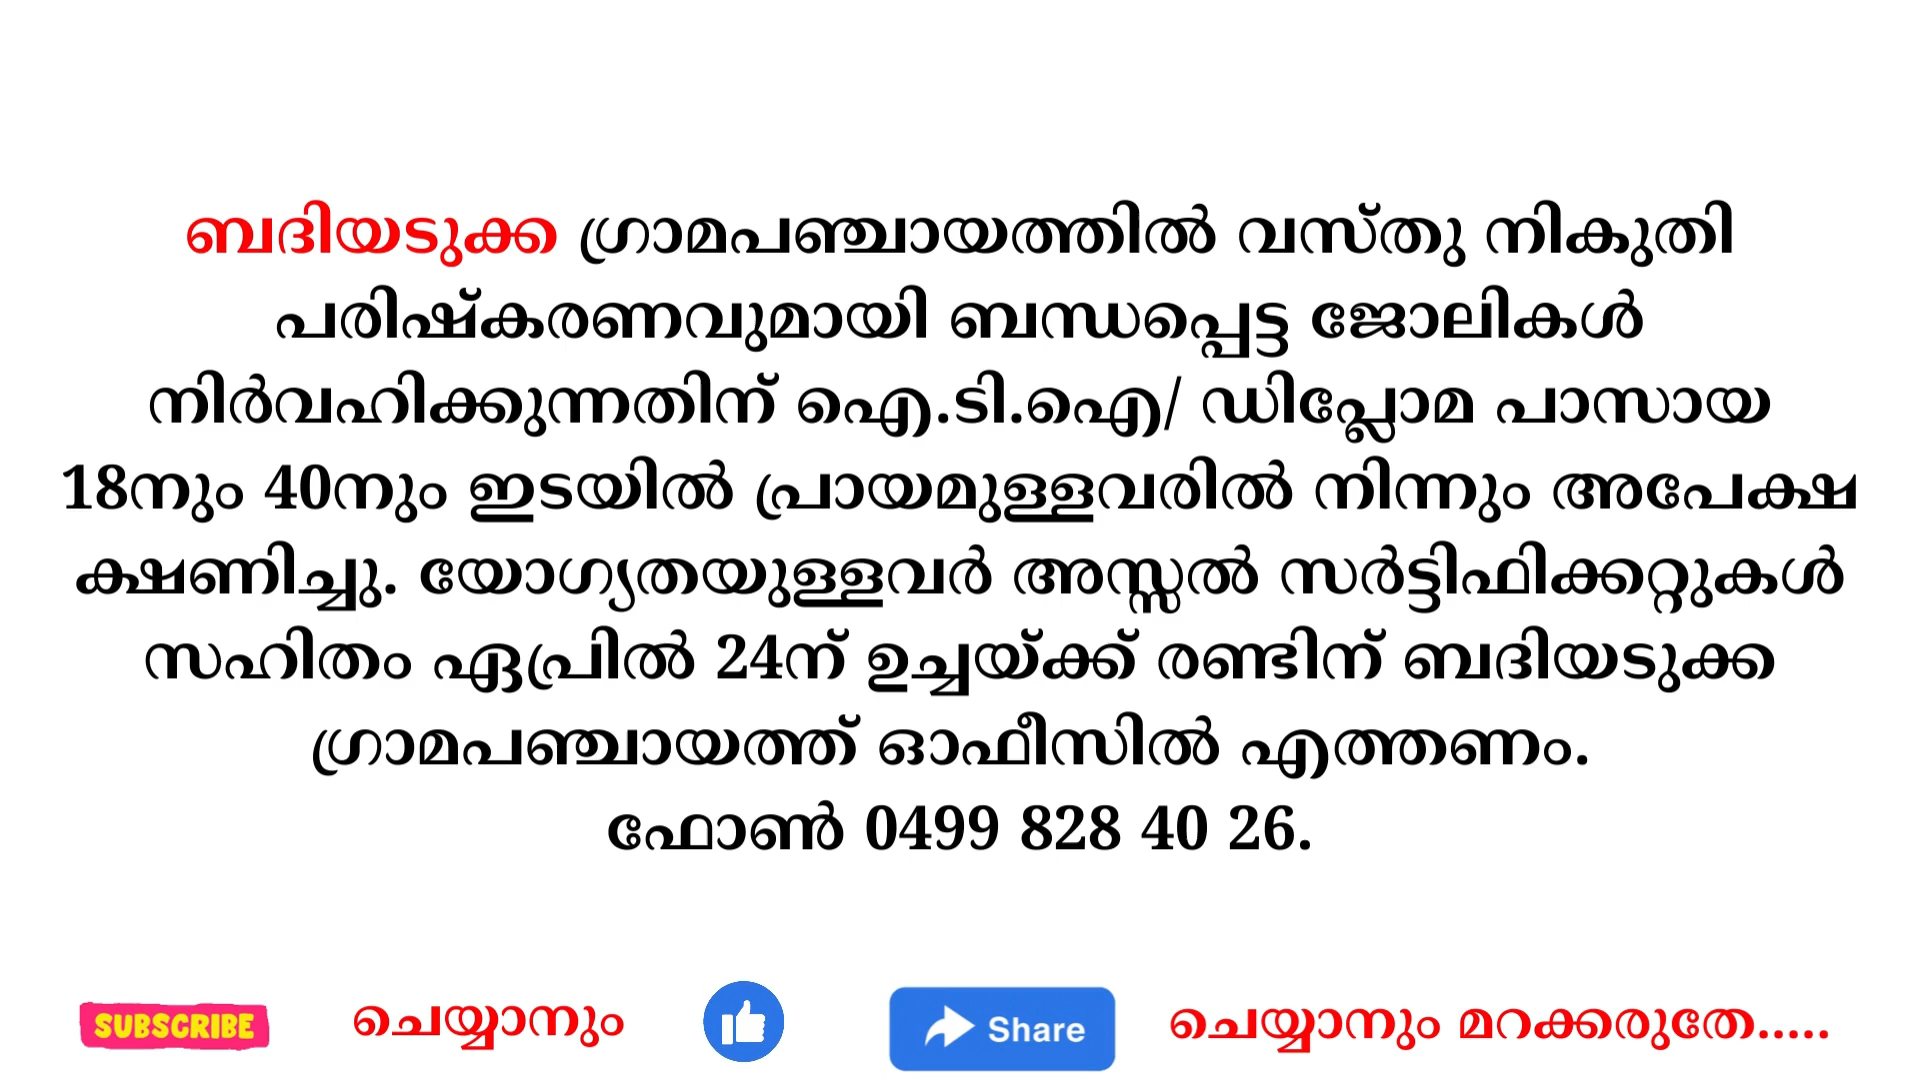 ബദിയടുക്ക ഗ്രാമപഞ്ചായത്തിൽ വസ്തു നികുതി
പരിഷ്കരണവുമായി ബന്ധപ്പെട്ട ജോലികൾ
നിർവഹിക്കുന്നതിന് ഐ.ടി.ഐ/ ഡിപ്ലോമ പാസായ
18നും 40നും ഇടയിൽ പ്രായമുള്ളവരിൽ നിന്നും അപേക്ഷ
ക്ഷണിച്ചു. യോഗ്യതയുള്ളവർ അസ്സൽ സർട്ടിഫിക്കറ്റുകൾ
സഹിതം ഏപ്രിൽ 24ന് ഉച്ചയ്ക്ക് രണ്ടിന് ബദിയടുക്ക
ഗ്രാമപഞ്ചായത്ത് ഓഫീസിൽ എത്തണം.
ഫോൺ 0499 828 40 26.
SUBSCRIBE ചെയ്യാനും Share ചെയ്യാനും മറക്കരുതേ.....